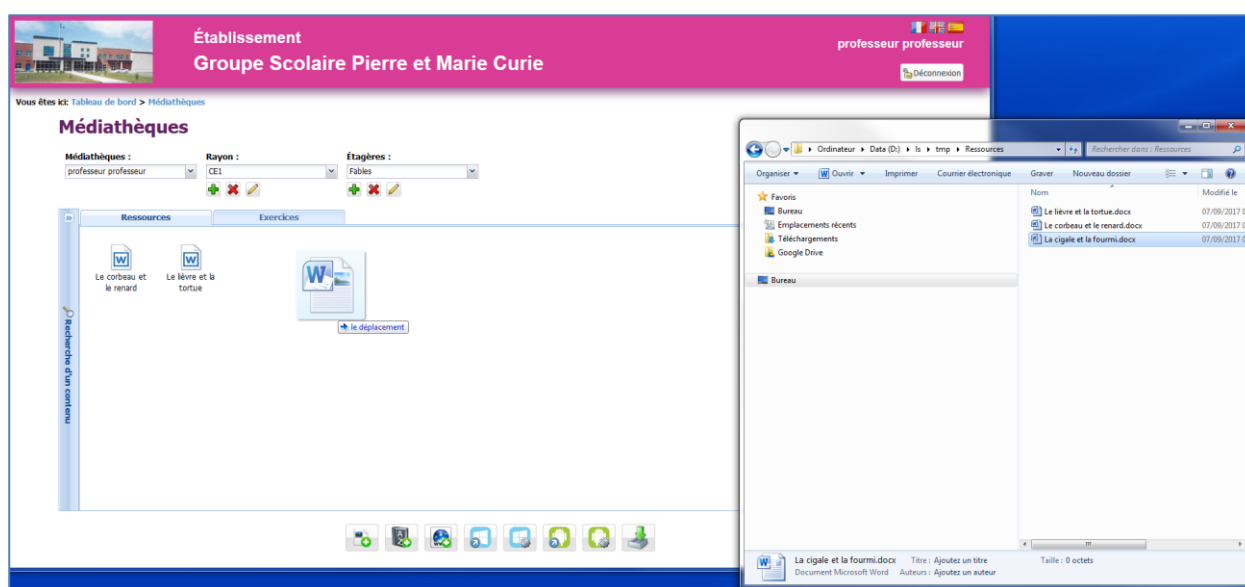 Établissement
Groupe Scolaire Pierre et Marie Curie
professeur professeur
Déconnexion
Vous êtes ici: Tableau de bord > Médiathèques
Médiathèques
Médiathèques : Rayon : Étagères :
professeur professeur CE1 Fables
Ressources Exercices
Le corbeau et
le renard
Le lèvre et la
tortue
le déplacement
Recherche d'un contenu
Ordinateur Data (D:) ls tmp Ressources
Rechercher dans : Ressources
Organiser Ouvrir Imprimer Courrier électronique Graver Nouveau dossier
Favoris
Bureau
Emplacements récents
Téléchargements
Google Drive
Bureau
Nom Modifié le
Le lièvre et la tortue.docx 07/09/2017 0
Le corbeau et le renard.docx 07/09/2017 0
La cigale et la fourmi.docx 07/09/2017 0
La cigale et la fourmi.docx Titre : Ajoutez un titre Taille : 0 octets
Document Microsoft Word Auteurs : Ajoutez un auteur